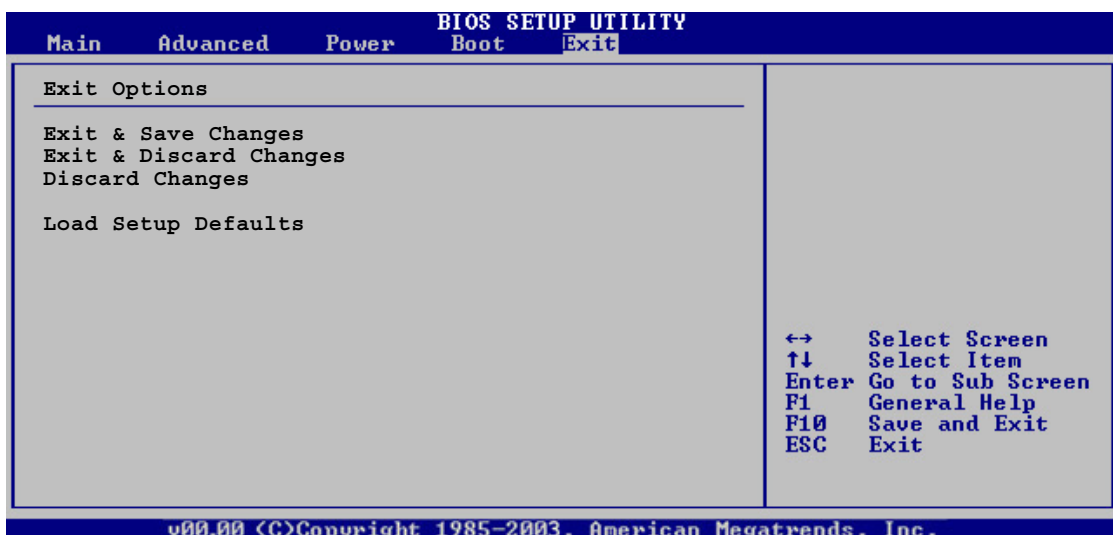 BIOS SETUP UTILITY
Main Advanced Power Boot Exit
Exit Options
Exit & Save Changes
Exit & Discard Changes
Discard Changes
Load Setup Defaults
←→ Select Screen
↑↓ Select Item
Enter Go to Sub Screen
F1 General Help
F10 Save and Exit
ESC Exit
v00.00 (C)Copyright 1985-2003, American Megatrends, Inc.